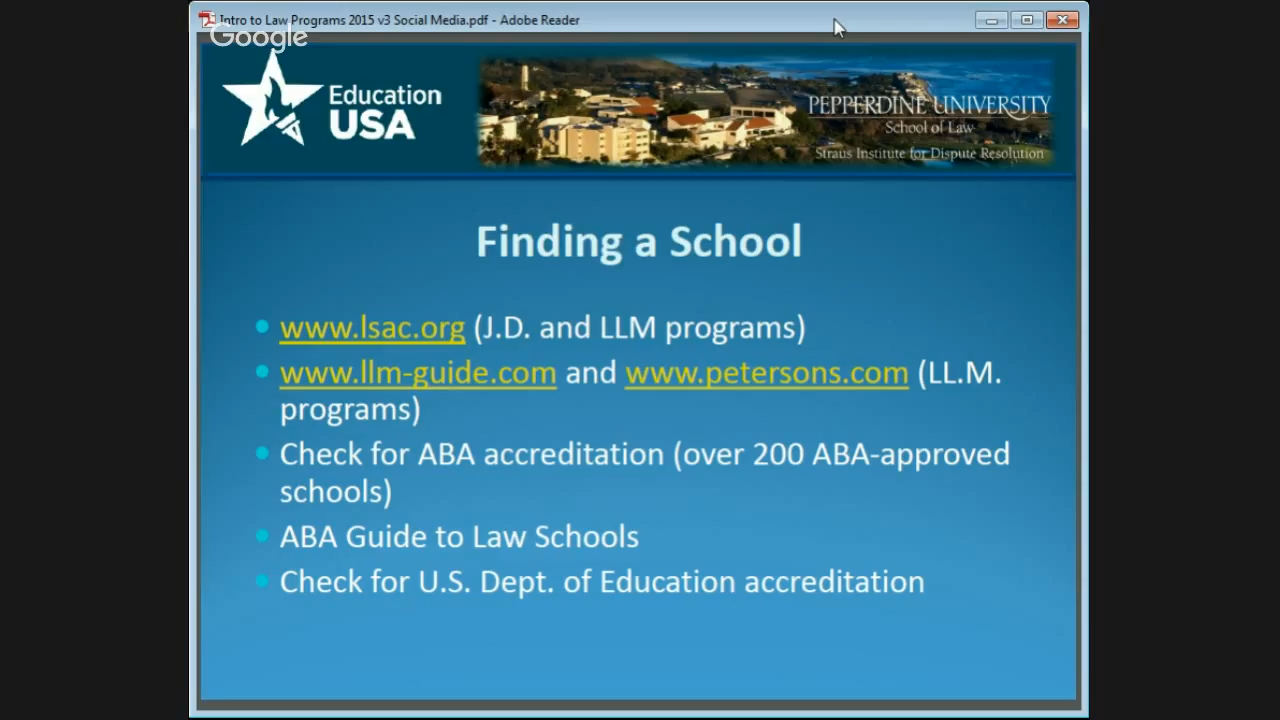 Intro to Law Programs 2015 v3 Social Media.pdf - Adobe Reader
Google
Education
USA
PEPPERDINE UNIVERSITY
School of Law
Straus Institute for Dispute Resolution
Finding a School
www.lsac.org (J.D. and LLM programs)
www.llm-guide.com and www.petersons.com (LL.M.
programs)
Check for ABA accreditation (over 200 ABA-approved
schools)
ABA Guide to Law Schools
Check for U.S. Dept. of Education accreditation